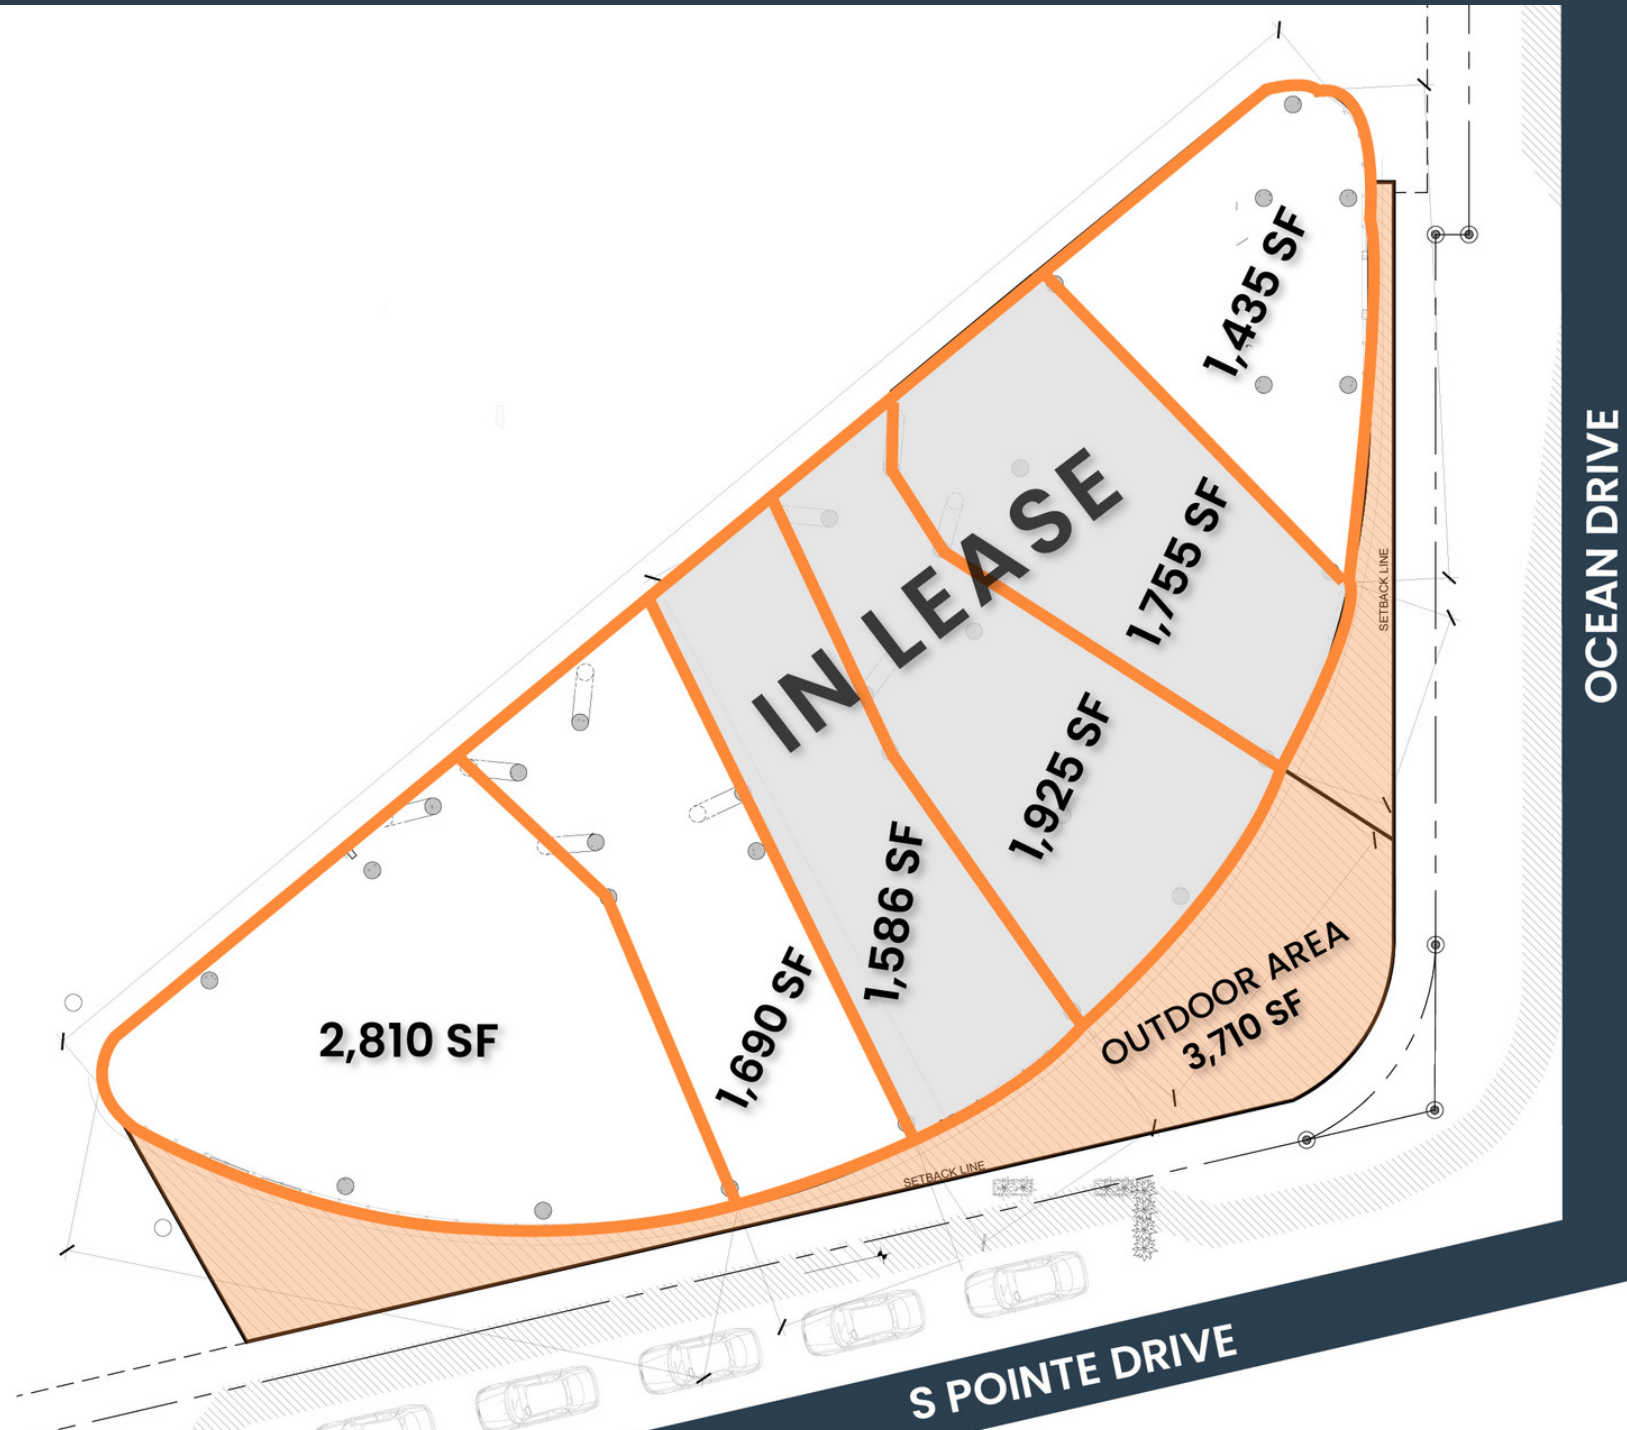 1,435 SF
OCEAN DRIVE
IN LEASE
1,755 SF
SETBACK LINE
1,925 SF
1,586 SF
1,690 SF
2,810 SF
OUTDOOR AREA
3,710 SF
SETBACK LINE
S POINTE DRIVE